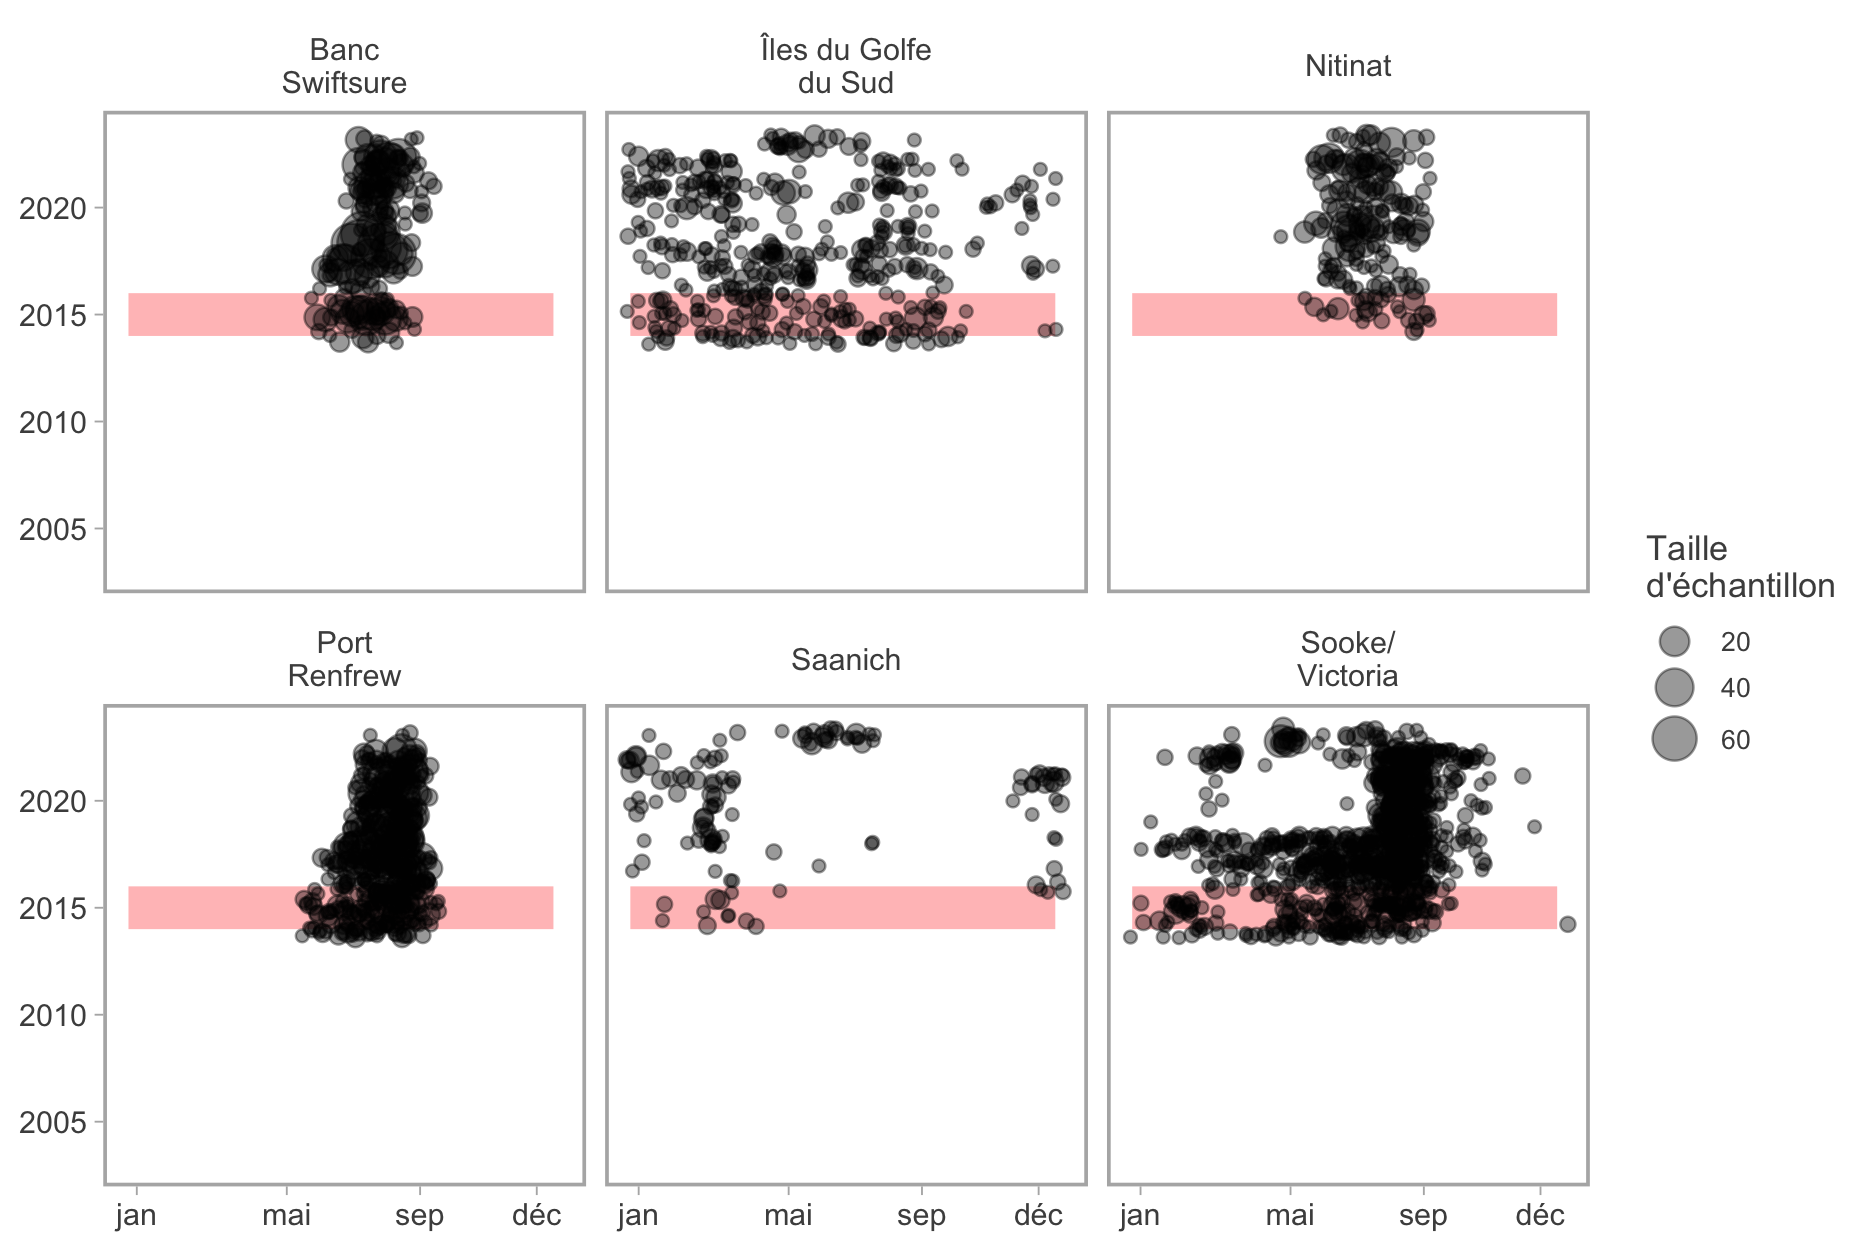 Banc
Swiftsure
Îles du Golfe
du Sud
Nitinat
2020
2015
2010
2005
Port
Renfrew
Saanich
Sooke/
Victoria
2020
2015
2010
2005
jan mai sep déc
jan mai sep déc
jan mai sep déc
Taille
d'échantillon
20
40
60